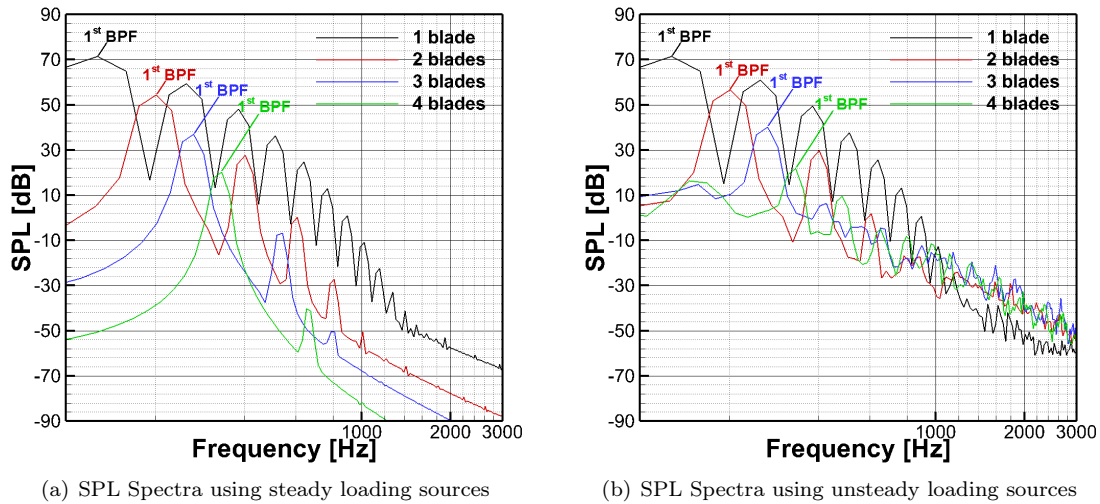 SPL [dB]
90
70
50
30
10
-10
-30
-50
-70
-90
1st BPF
1st BPF
1st BPF
1st BPF
1 blade
2 blades
3 blades
4 blades
1000
2000
3000
Frequency [Hz]
(a) SPL Spectra using steady loading sources
SPL [dB]
90
70
50
30
10
-10
-30
-50
-70
-90
1st BPF
1st BPF
1st BPF
1st BPF
1 blade
2 blades
3 blades
4 blades
1000
2000
3000
Frequency [Hz]
(b) SPL Spectra using unsteady loading sources